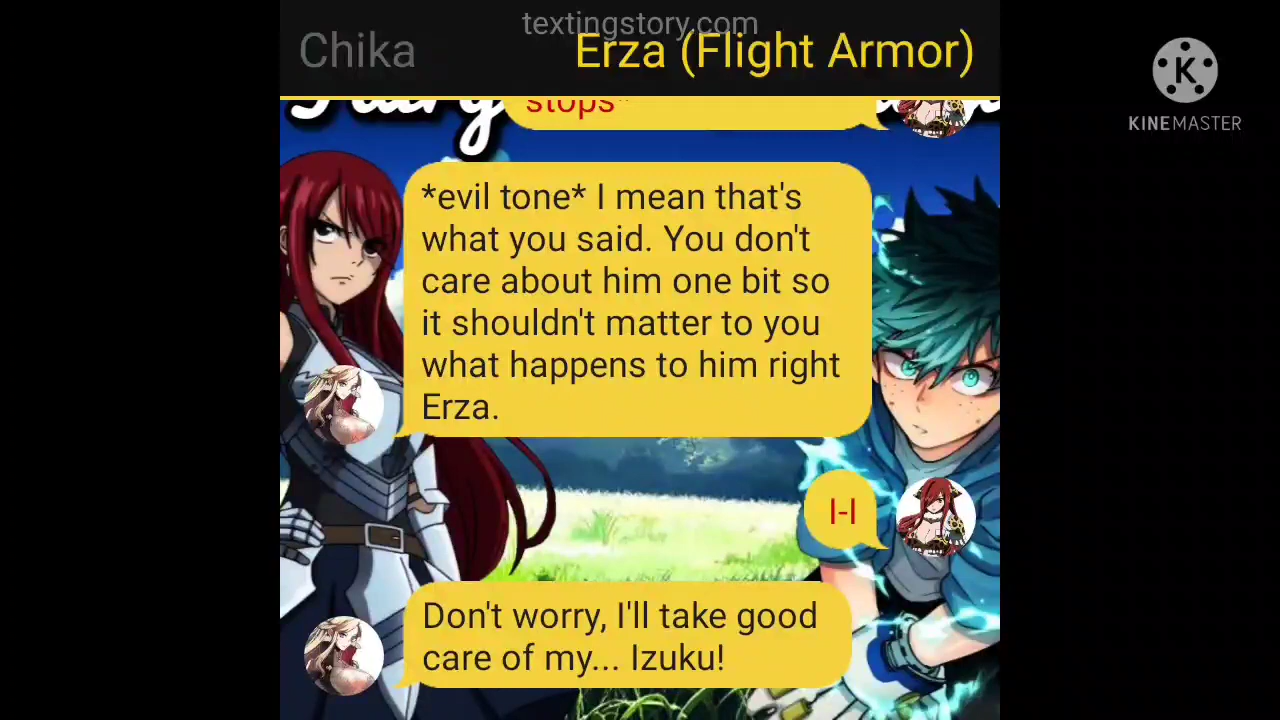 textingstory.com
Chika
Erza (Flight Armor)
K
KINEMASTER
Fairy
stops*
*evil tone* I mean that's
what you said. You don't
care about him one bit so
it shouldn't matter to you
what happens to him right
Erza.
I-I
Don't worry, I'll take good
care of my... Izuku!